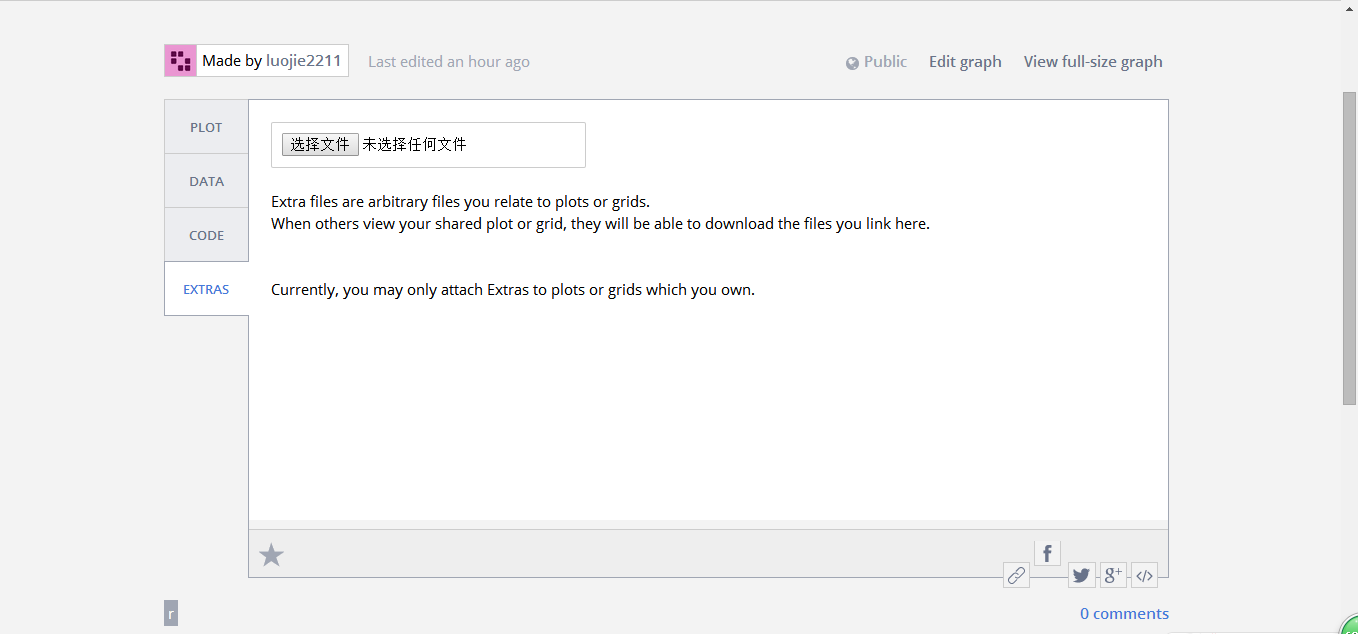 Made by luojie2211 Last edited an hour ago Public Edit graph View full-size graph
PLOT
DATA
CODE
EXTRAS
选择文件 未选择任何文件
Extra files are arbitrary files you relate to plots or grids.
When others view your shared plot or grid, they will be able to download the files you link here.
Currently, you may only attach Extras to plots or grids which you own.
f
g+
</>
r
0 comments